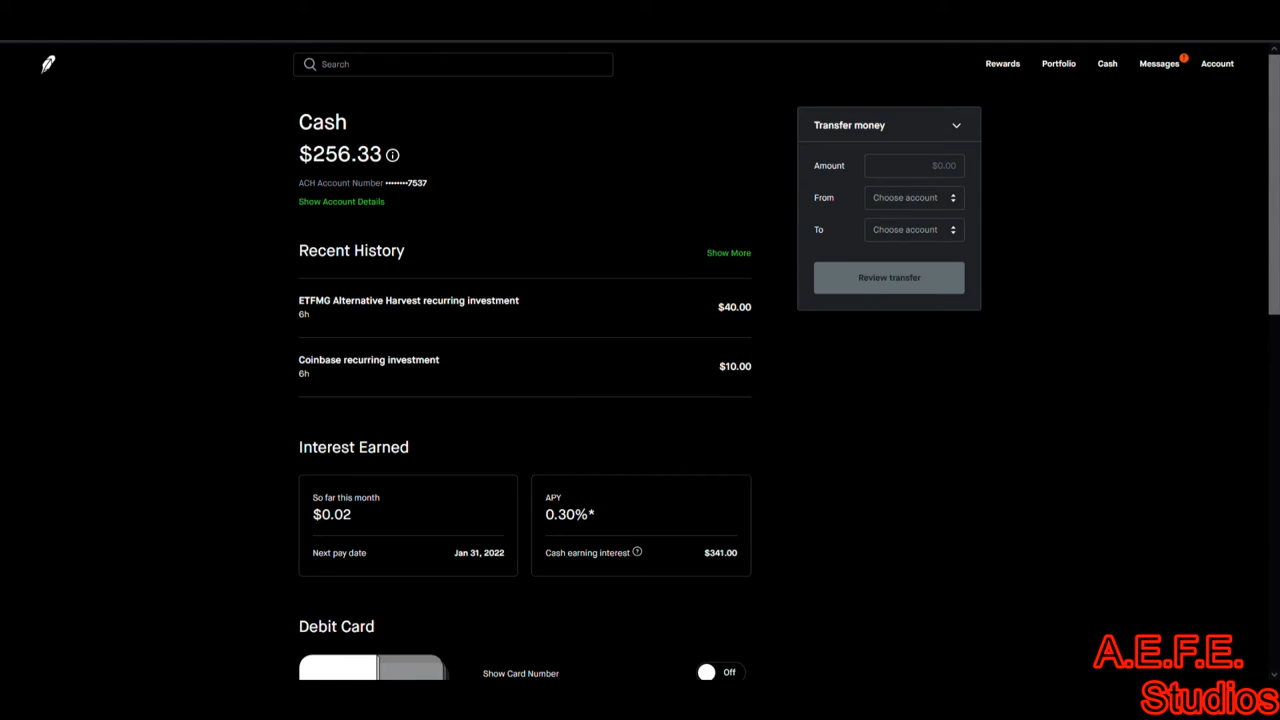 Search
Rewards
Portfolio
Cash
Messages
!
Account
Cash
$256.33
ACH Account Number ••••••••7537
Show Account Details
Recent History
Show More
ETFMG Alternative Harvest recurring investment
6h
$40.00
Coinbase recurring investment
6h
$10.00
Interest Earned
So far this month
$0.02
Next pay date
Jan 31, 2022
APY
0.30%*
Cash earning interest ?
$341.00
Debit Card
Show Card Number
Off
Transfer money
Amount
$0.00
From
Choose account
To
Choose account
Review transfer
A.E.F.E.
Studios